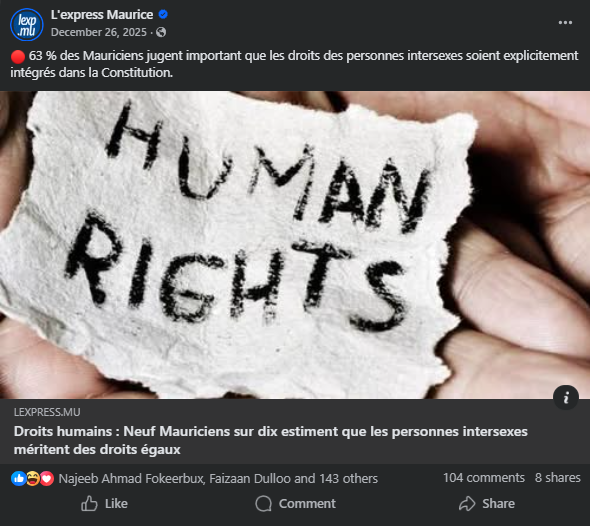 lexp
.mu
L'express Maurice
December 26, 2025 ·
63 % des Mauriciens jugent important que les droits des personnes intersexes soient explicitement
intégrés dans la Constitution.
HUMAN
RIGHTS
LEXPRESS.MU
Droits humains : Neuf Mauriciens sur dix estiment que les personnes intersexes
méritent des droits égaux
Najeeb Ahmad Fokeerbux, Faizaan Dulloo and 143 others 104 comments 8 shares
Like Comment Share